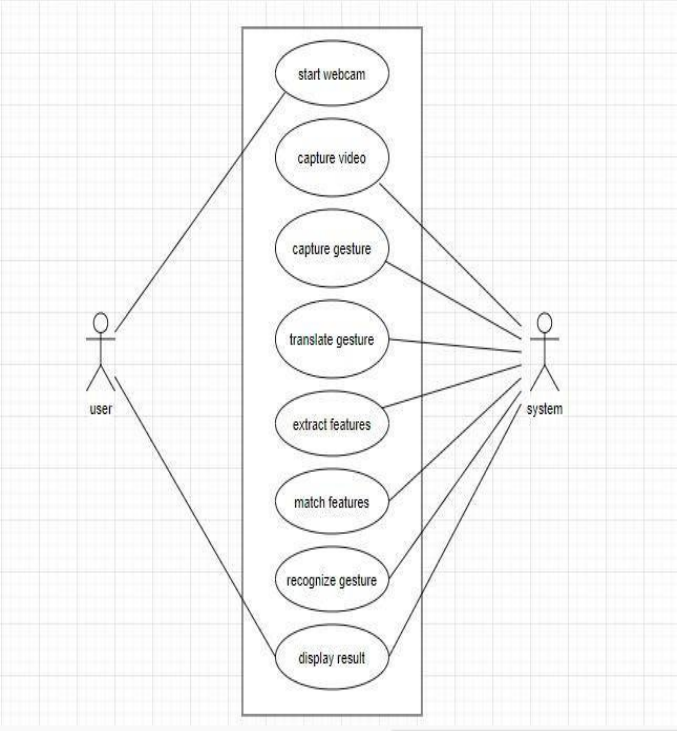 start webcam
capture video
capture gesture
translate gesture
extract features
match features
recognize gesture
display result
user
system